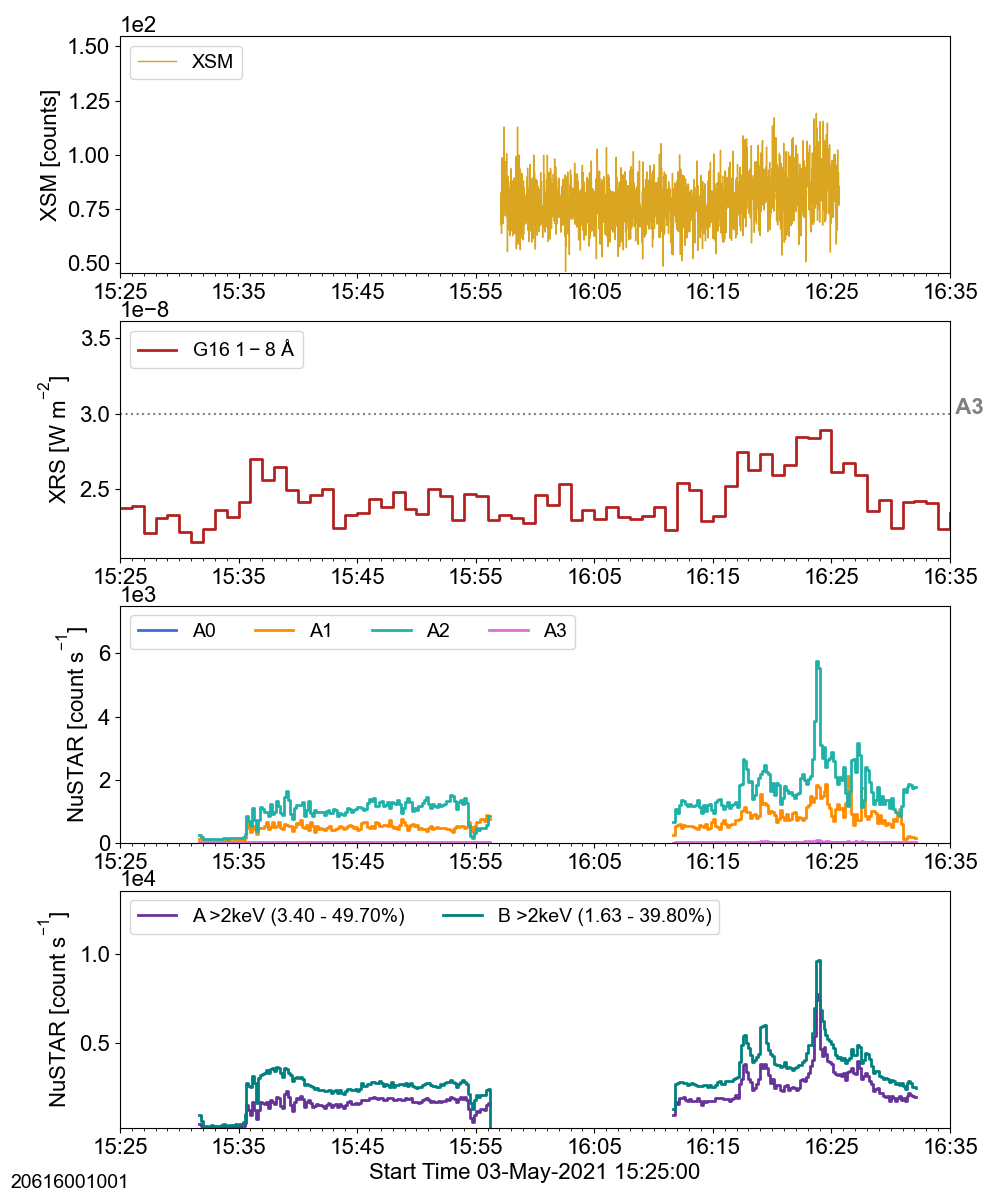 1e2
1.50
1.25
1.00
0.75
0.50
XSM [counts]
XSM
15:25 15:35 15:45 15:55 16:05 16:15 16:25 16:35
1e−8
3.5
3.0
2.5
XRS [W m−2]
G16 1 − 8 Å
A3
15:25 15:35 15:45 15:55 16:05 16:15 16:25 16:35
1e3
6
4
2
0
NuSTAR [count s−1]
A0 A1 A2 A3
15:25 15:35 15:45 15:55 16:05 16:15 16:25 16:35
1e4
1.0
0.5
NuSTAR [count s−1]
A >2keV (3.40 - 49.70%) B >2keV (1.63 - 39.80%)
15:25 15:35 15:45 15:55 16:05 16:15 16:25 16:35
Start Time 03-May-2021 15:25:00
20616001001